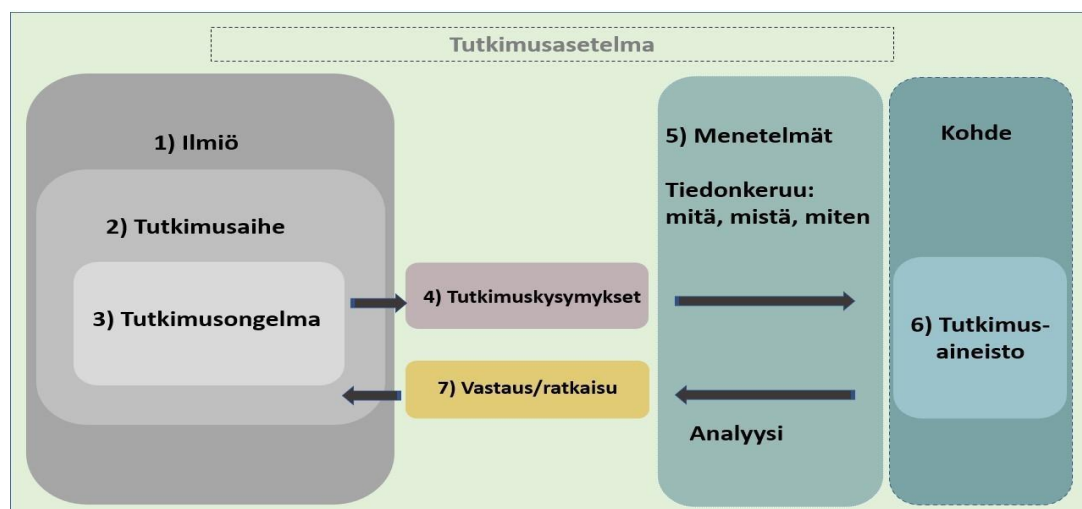 Tutkimusasetelma
1) Ilmiö
2) Tutkimusaihe
3) Tutkimusongelma
4) Tutkimuskysymykset
7) Vastaus/ratkaisu
5) Menetelmät
Tiedonkeruu:
mitä, mistä, miten
Analyysi
Kohde
6) Tutkimus-
aineisto